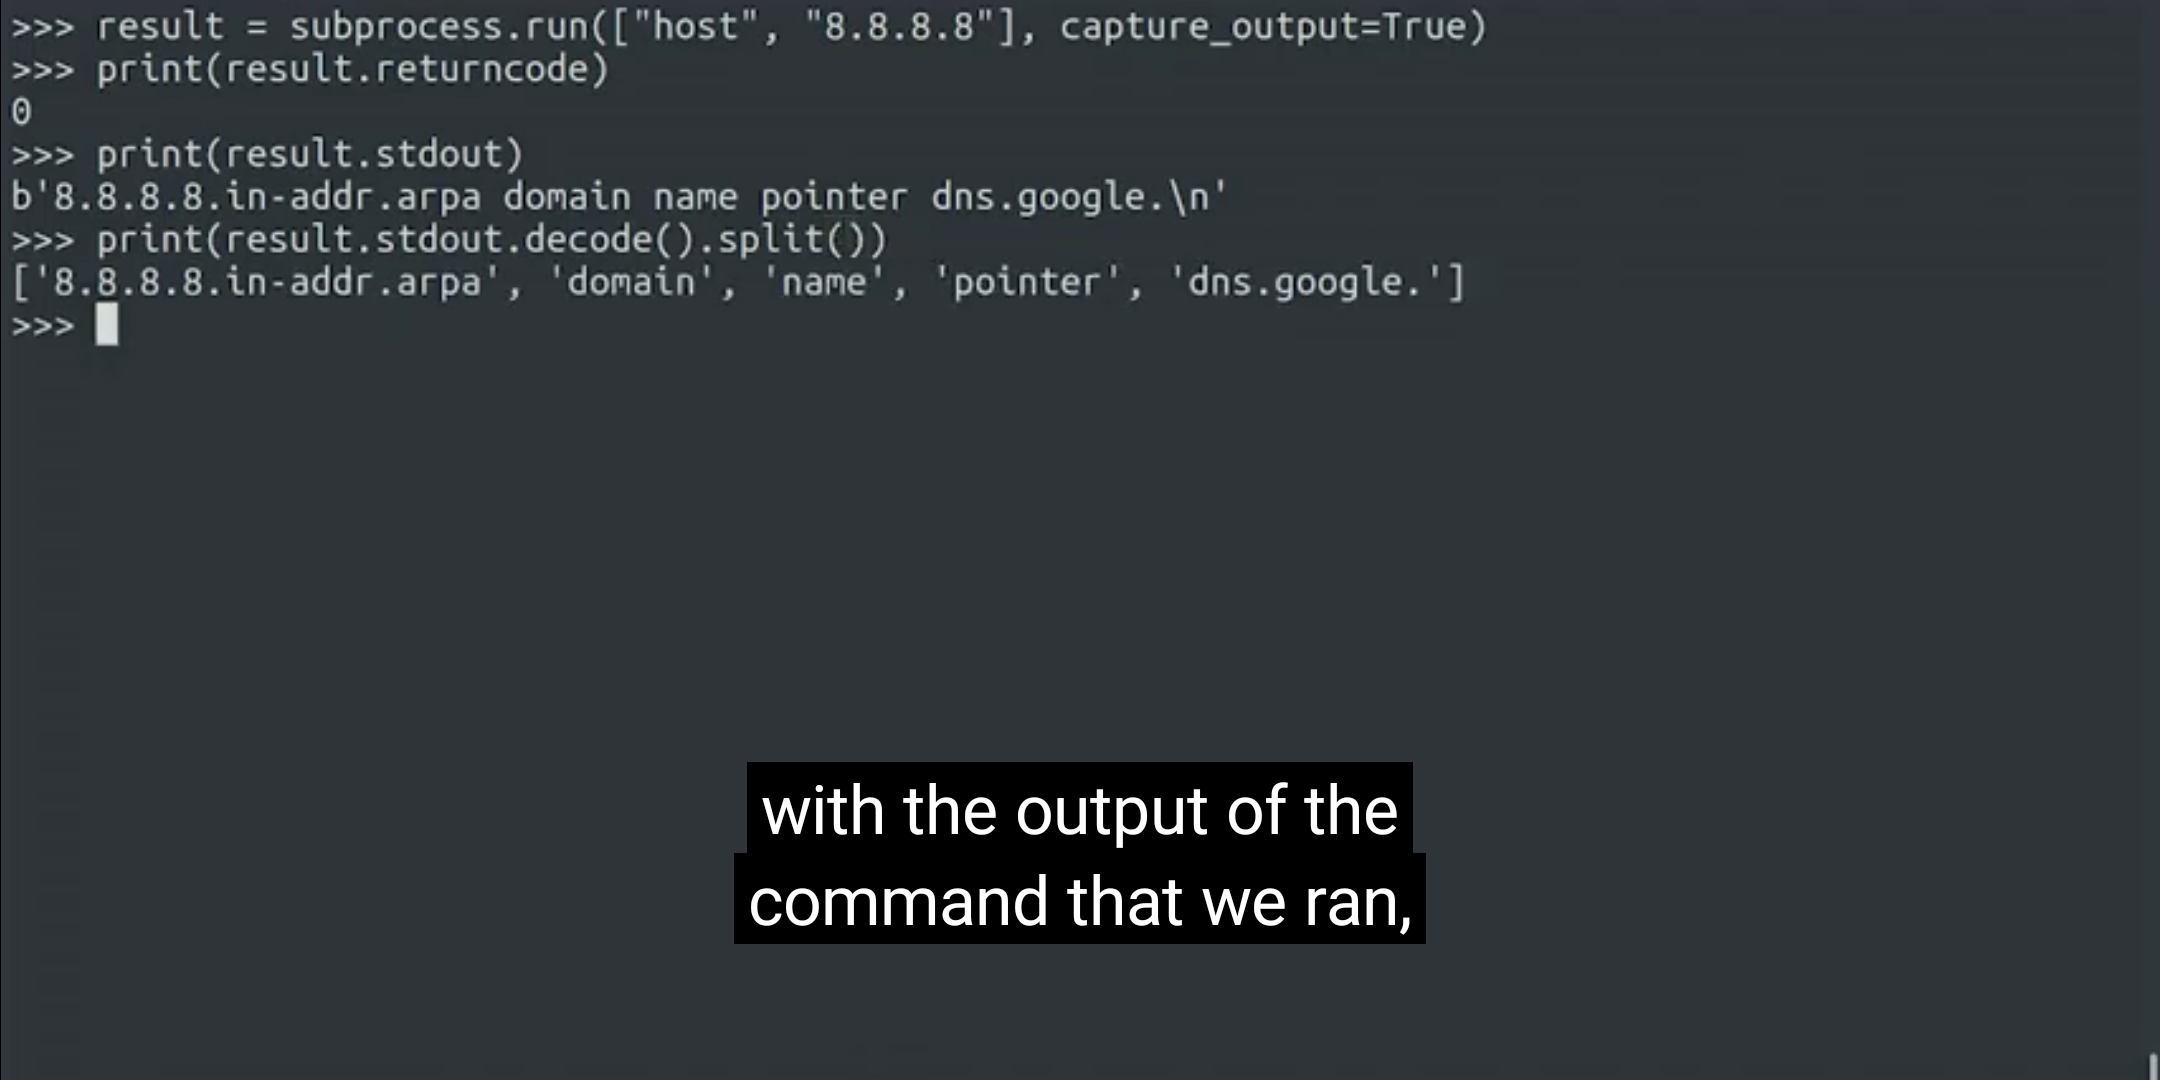 >>> result = subprocess.run(["host", "8.8.8.8"], capture_output=True)
>>> print(result.returncode)
0
>>> print(result.stdout)
b'8.8.8.8.in-addr.arpa domain name pointer dns.google.\n'
>>> print(result.stdout.decode().split())
['8.8.8.8.in-addr.arpa', 'domain', 'name', 'pointer', 'dns.google.']
>>>
with the output of the
command that we ran,